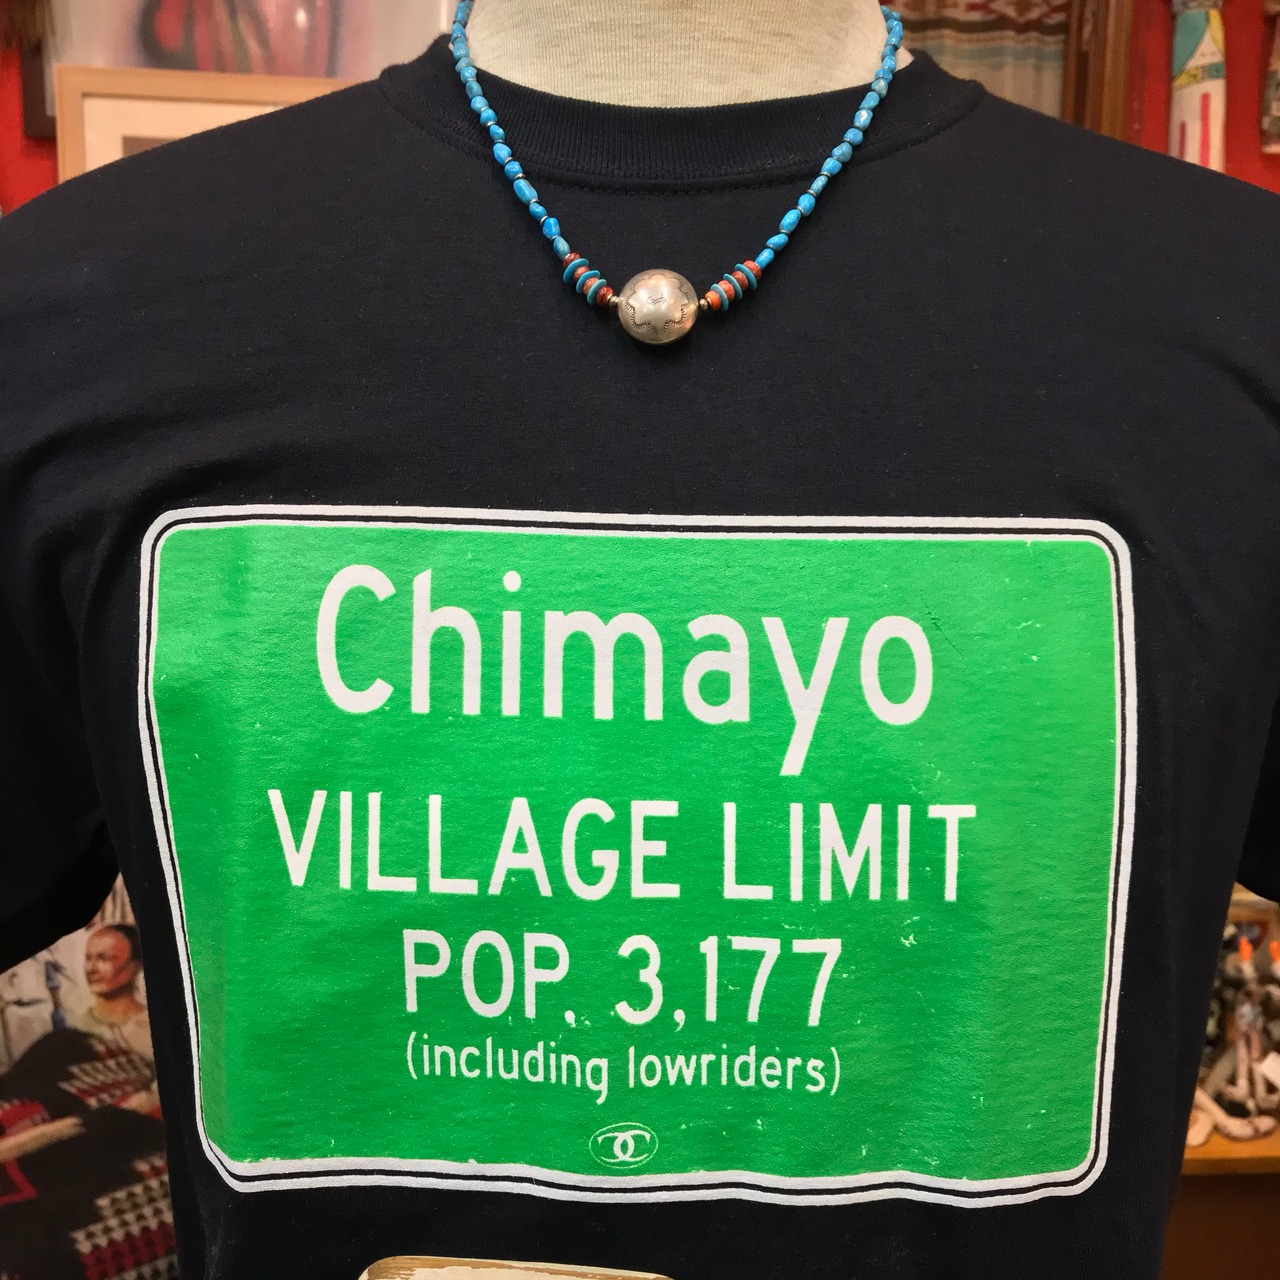 Chimayo
VILLAGE LIMIT
POP. 3,177
(including lowriders)